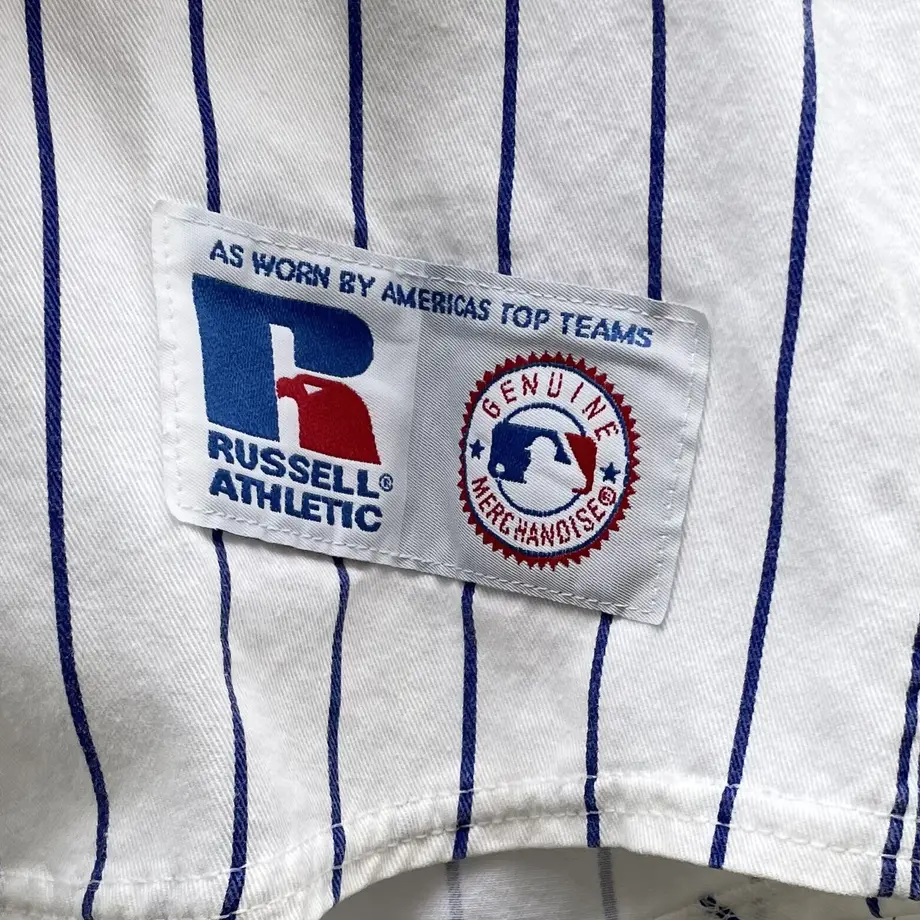 AS WORN BY AMERICAS TOP TEAMS
RUSSELL®
ATHLETIC
GENUINE
MERCHANDISE®